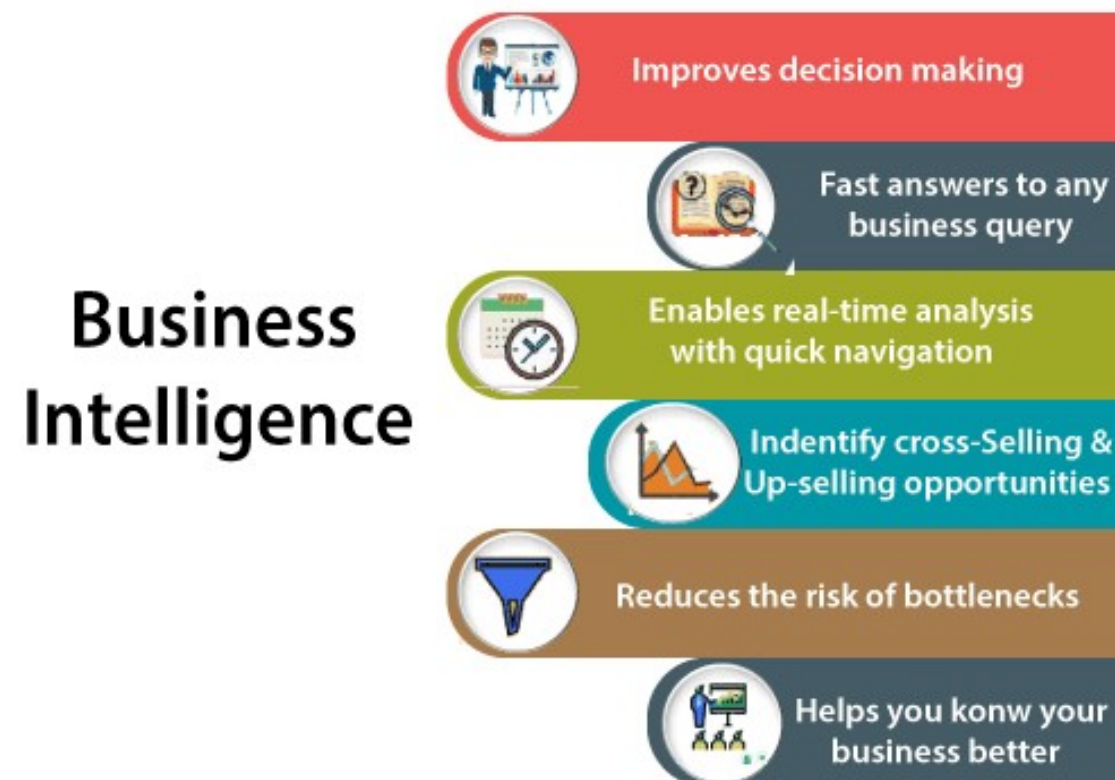 Business
Intelligence
Improves decision making
Fast answers to any
business query
Enables real-time analysis
with quick navigation
Indentify cross-Selling &
Up-selling opportunities
Reduces the risk of bottlenecks
Helps you konw your
business better